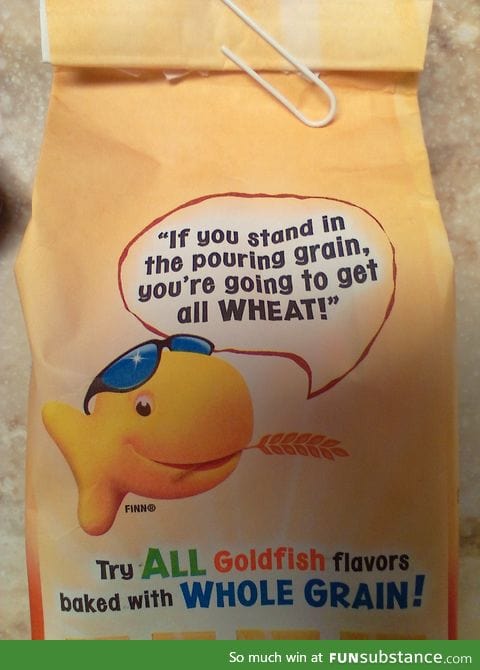 “If you stand in
the pouring grain,
you're going to get
all WHEAT!”
FINN®
Try ALL Goldfish flavors
baked with WHOLE GRAIN!
So much win at FUNsubstance.com